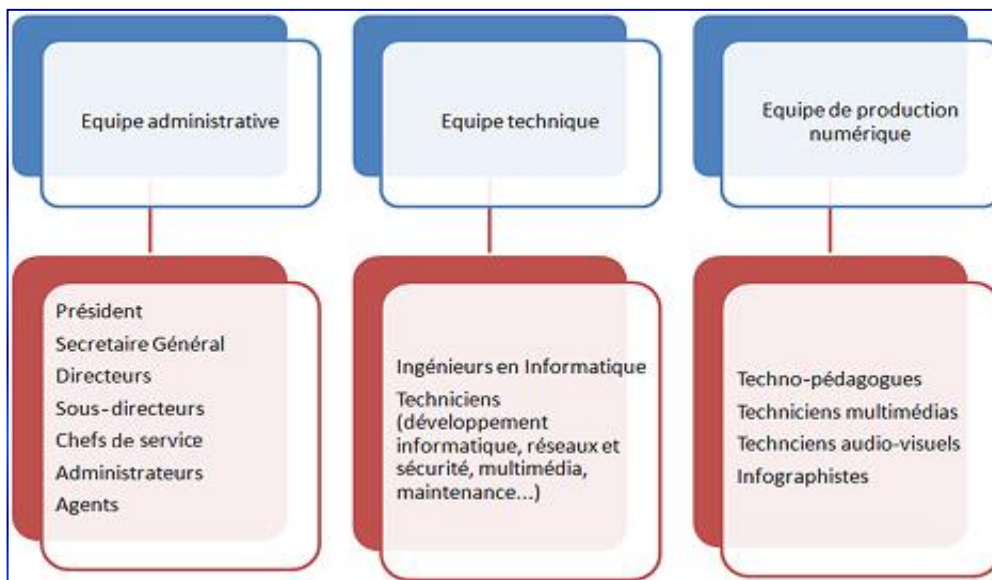 Equipe administrative
Equipe technique
Equipe de production
numérique
Président
Secretaire Général
Directeurs
Sous-directeurs
Chefs de service
Administrateurs
Agents
Ingénieurs en Informatique
Techniciens
(développement
informatique, réseaux et
sécurité, multimédia,
maintenance...)
Techno-pédagogues
Techniciens multimédias
Technciens audio-visuels
Infographistes